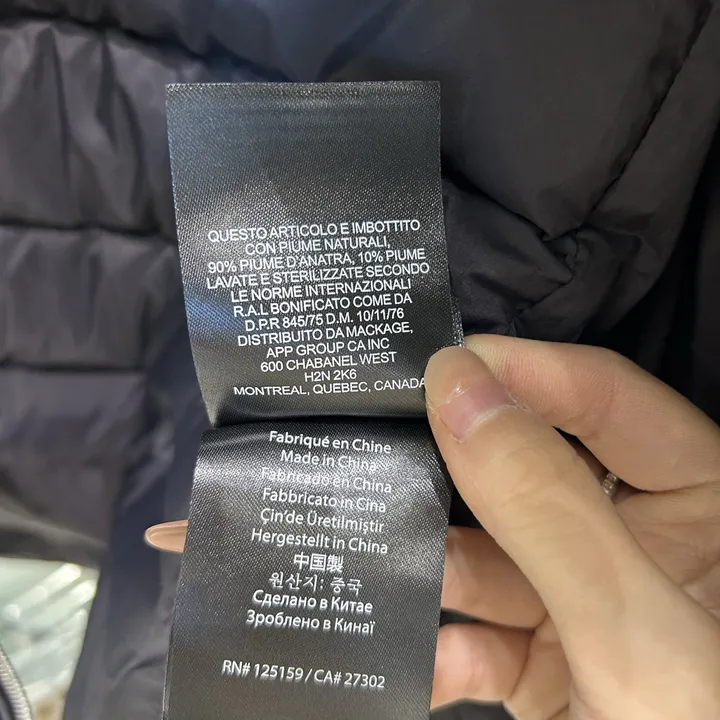 QUESTO ARTICOLO E IMBOTTITO
CON PIUME NATURALI,
90% PIUME D'ANATRA, 10% PIUME
LAVATE E STERILIZZATE SECONDO
LE NORME INTERNAZIONALI
R.A.L BONIFICATO COME DA
D.P.R 845/75 D.M. 10/11/76
DISTRIBUITO DA MACKAGE,
APP GROUP CA INC
600 CHABANEL WEST
H2N 2K6
MONTREAL, QUEBEC, CANADA
Fabriqué en Chine
Made in China
Fabricado en China
Fabbricato in Cina
Çin'de Üretilmiştir
Hergestellt in China
中国製
원산지: 중국
Сделано в Китае
Зроблено в Кинаї
RN# 125159 / CA# 27302